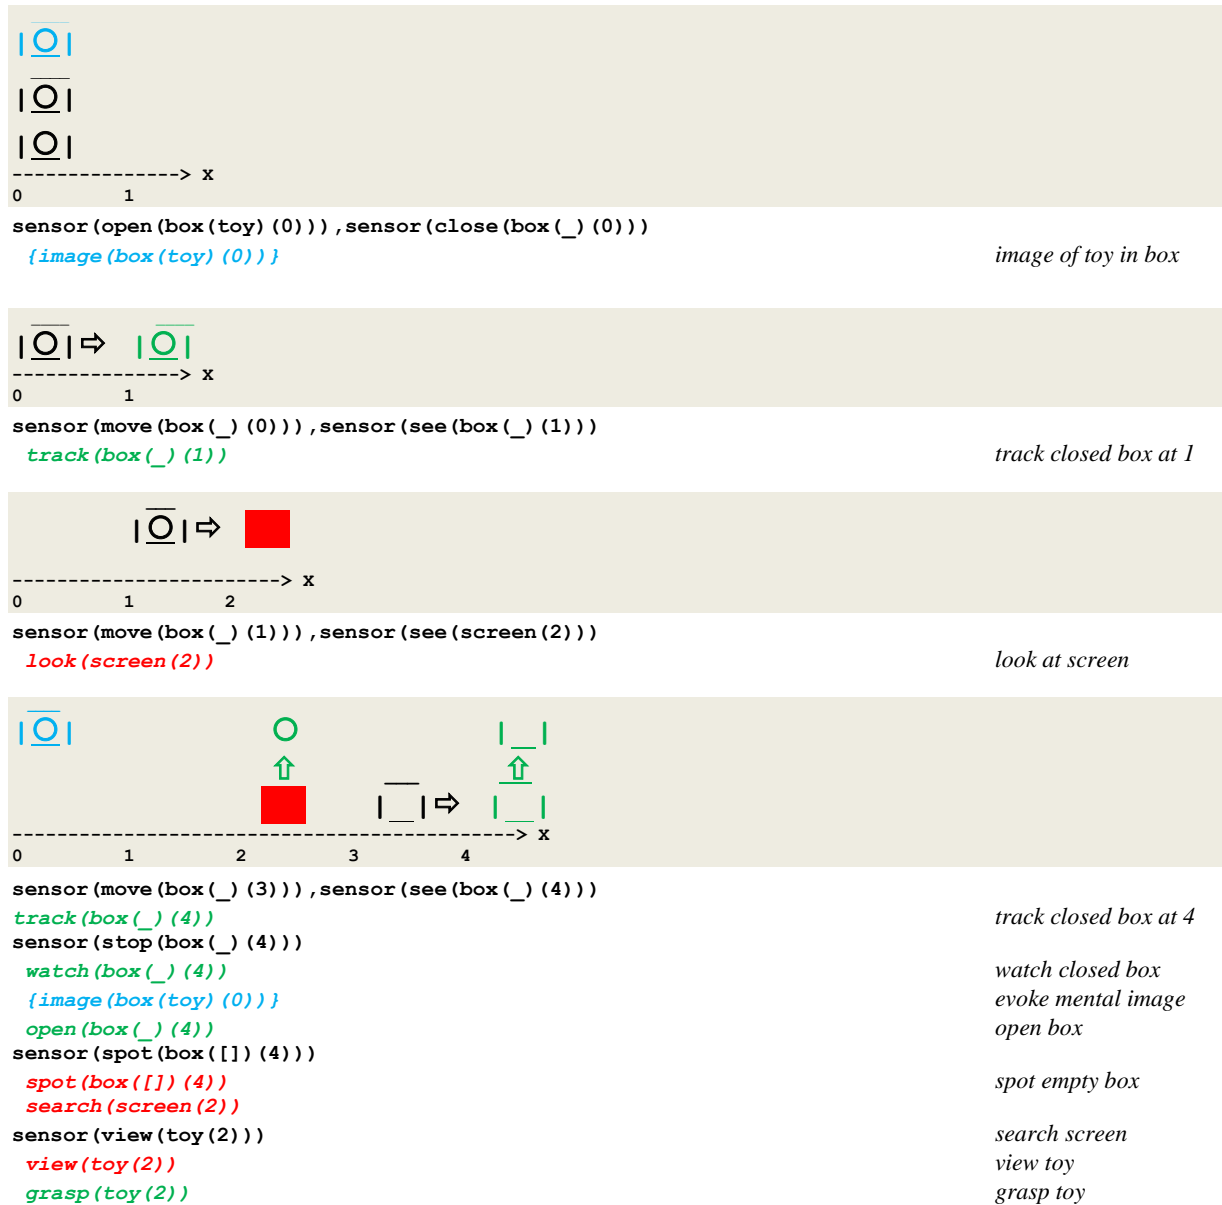 ---------------> X
0 1
sensor(open(box(toy)(0))),sensor(close(box(_)(0)))
{image(box(toy)(0))} image of toy in box
---------------> X
0 1
sensor(move(box(_)(0))),sensor(see(box(_)(1)))
track(box(_)(1)) track closed box at 1
------------------------> X
0 1 2
sensor(move(box(_)(1))),sensor(see(screen(2)))
look(screen(2)) look at screen
---------------------------------------------> X
0 1 2 3 4
sensor(move(box(_)(3))),sensor(see(box(_)(4)))
track(box(_)(4)) track closed box at 4
sensor(stop(box(_)(4)))
watch(box(_)(4)) watch closed box
{image(box(toy)(0))} evoke mental image
open(box(_)(4)) open box
sensor(spot(box([])(4)))
spot(box([])(4)) spot empty box
search(screen(2))
sensor(view(toy(2))) search screen
view(toy(2)) view toy
grasp(toy(2)) grasp toy